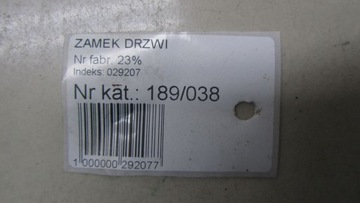 ZAMEK DRZWI
Nr fabr. 23%
Indeks: 029207
Nr kat.: 189/038
1 000000 292077